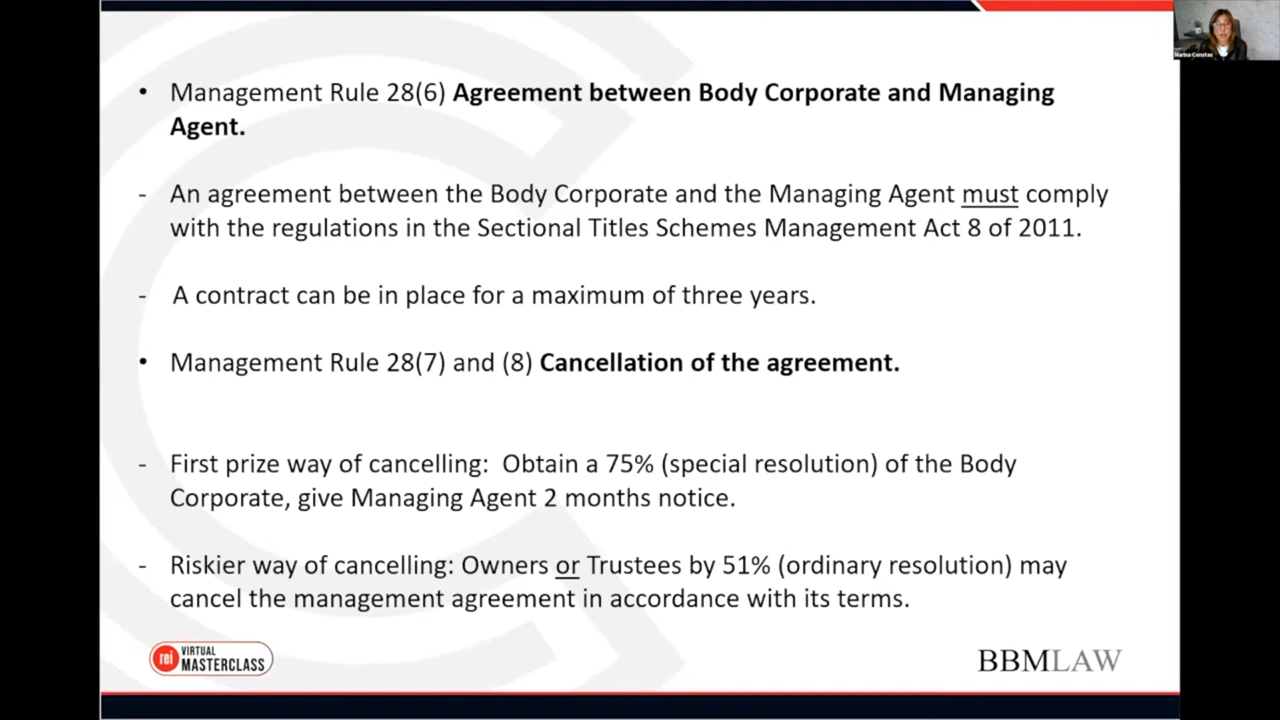 Marina Constas
• Management Rule 28(6) Agreement between Body Corporate and Managing
Agent.
- An agreement between the Body Corporate and the Managing Agent must comply
with the regulations in the Sectional Titles Schemes Management Act 8 of 2011.
- A contract can be in place for a maximum of three years.
• Management Rule 28(7) and (8) Cancellation of the agreement.
- First prize way of cancelling: Obtain a 75% (special resolution) of the Body
Corporate, give Managing Agent 2 months notice.
- Riskier way of cancelling: Owners or Trustees by 51% (ordinary resolution) may
cancel the management agreement in accordance with its terms.
rei VIRTUAL
MASTERCLASS
BBMLAW